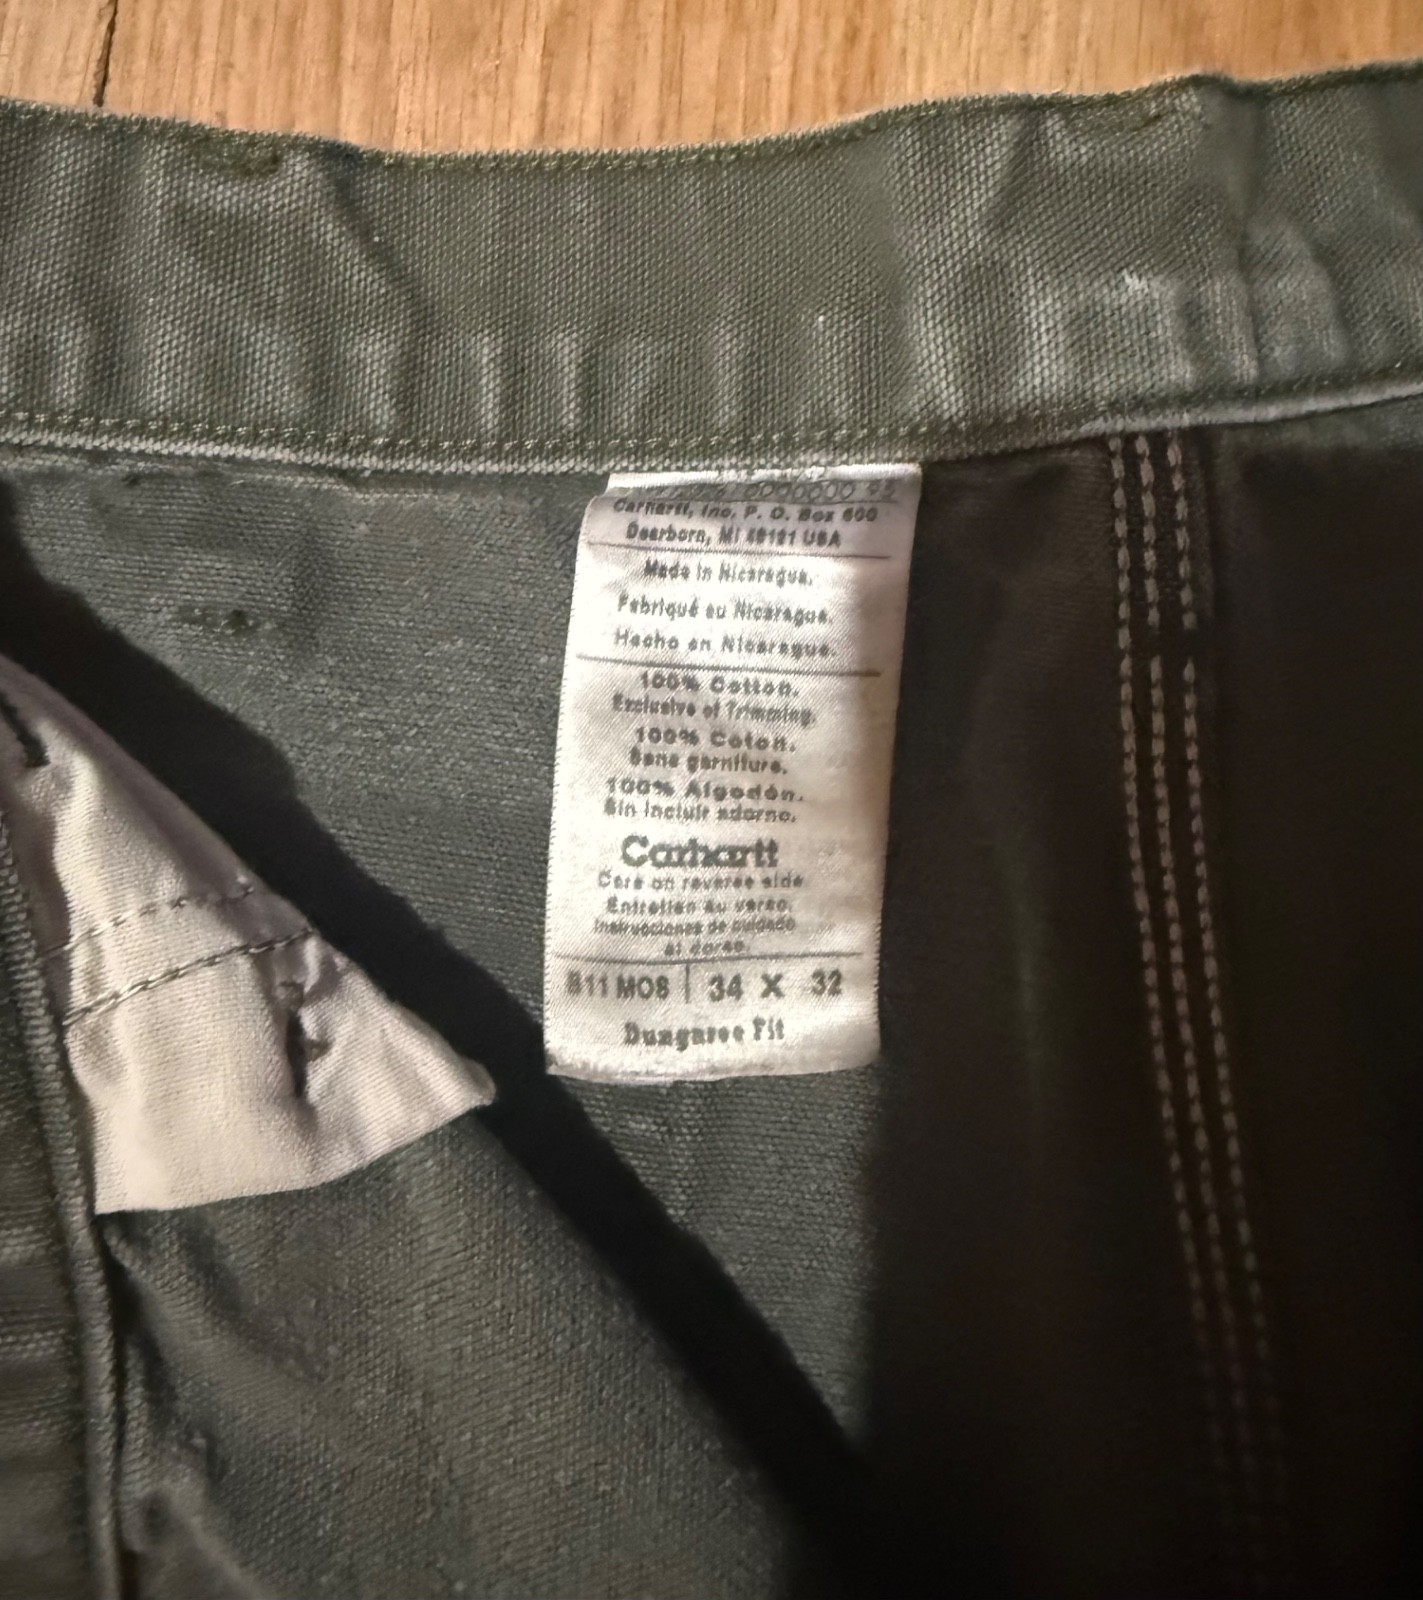 Carhartt, Inc. P. O. Box 600
Dearborn, MI 48121 USA
Made in Nicaragua.
Fabriqué au Nicaragua.
Hecho en Nicaragua.
100% Cotton.
Exclusive of Trimming.
100% Coton.
Sans garniture.
100% Algodón.
Sin incluir adorno.
Carhartt
Care on reverse side
Entretien au verso.
Instrucciones de cuidado
al dorso.
B11 MOS | 34 X 32
Dungaree Fit